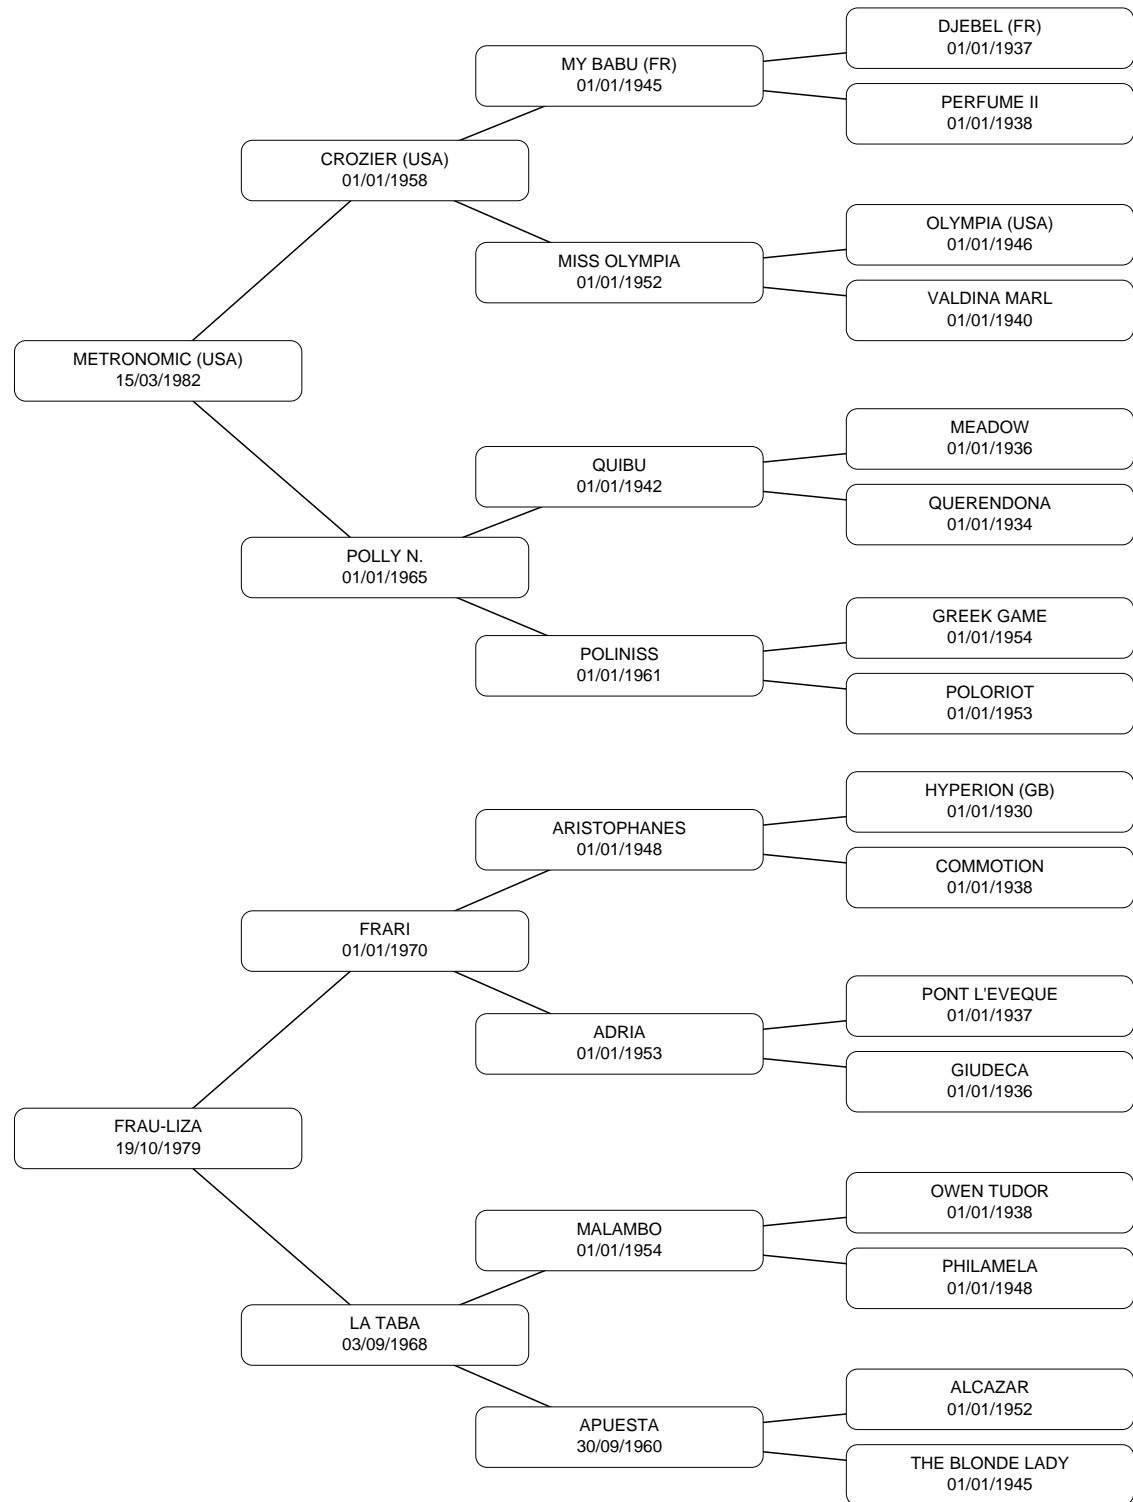 DJEBEL (FR)
01/01/1937
MY BABU (FR)
01/01/1945
PERFUME II
01/01/1938
CROZIER (USA)
01/01/1958
OLYMPIA (USA)
01/01/1946
MISS OLYMPIA
01/01/1952
VALDINA MARL
01/01/1940
METRONOMIC (USA)
15/03/1982
MEADOW
01/01/1936
QUIBU
01/01/1942
QUERENDONA
01/01/1934
POLLY N.
01/01/1965
GREEK GAME
01/01/1954
POLINISS
01/01/1961
POLORIOT
01/01/1953
HYPERION (GB)
01/01/1930
ARISTOPHANES
01/01/1948
COMMOTION
01/01/1938
FRARI
01/01/1970
PONT L'EVEQUE
01/01/1937
ADRIA
01/01/1953
GIUDECA
01/01/1936
FRAU-LIZA
19/10/1979
OWEN TUDOR
01/01/1938
MALAMBO
01/01/1954
PHILAMELA
01/01/1948
LA TABA
03/09/1968
ALCAZAR
01/01/1952
APUESTA
30/09/1960
THE BLONDE LADY
01/01/1945